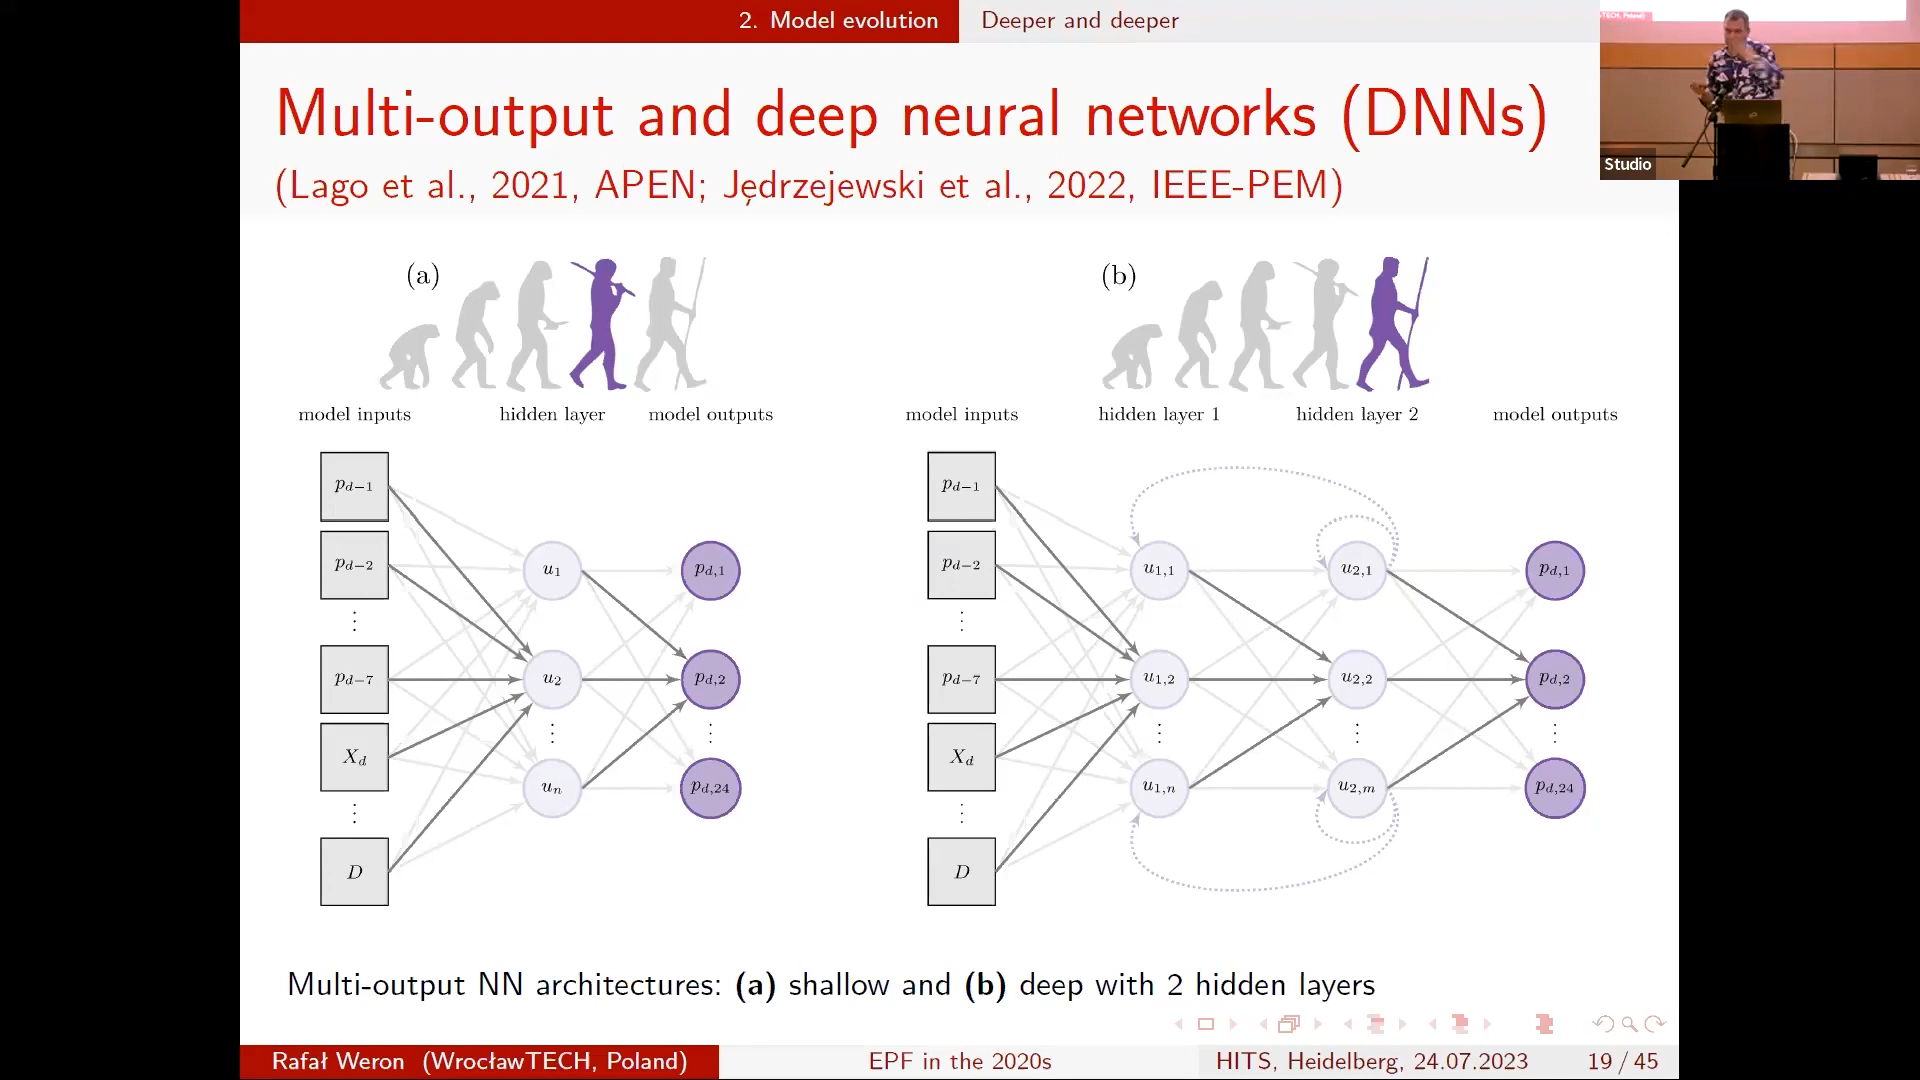 2. Model evolution Deeper and deeper
Multi-output and deep neural networks (DNNs)
(Lago et al., 2021, APEN; Jędrzejewski et al., 2022, IEEE-PEM)
Studio
(a)
model inputs hidden layer model outputs
p_{d−1}
p_{d−2}
⋮
p_{d−7}
X_d
⋮
D
u_1
u_2
⋮
u_n
p_{d,1}
p_{d,2}
⋮
p_{d,24}
(b)
model inputs hidden layer 1 hidden layer 2 model outputs
p_{d−1}
p_{d−2}
⋮
p_{d−7}
X_d
⋮
D
u_{1,1}
u_{1,2}
⋮
u_{1,n}
u_{2,1}
u_{2,2}
⋮
u_{2,m}
p_{d,1}
p_{d,2}
⋮
p_{d,24}
Multi-output NN architectures: (a) shallow and (b) deep with 2 hidden layers
Rafał Weron (WrocławTECH, Poland) EPF in the 2020s HITS, Heidelberg, 24.07.2023 19 / 45